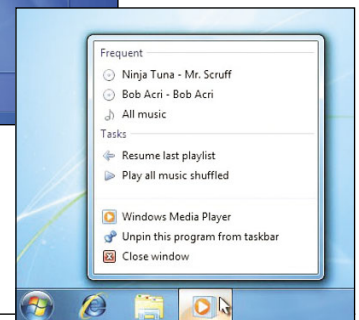 Frequent
Ninja Tuna - Mr. Scruff
Bob Acri - Bob Acri
All music
Tasks
Resume last playlist
Play all music shuffled
Windows Media Player
Unpin this program from taskbar
Close window